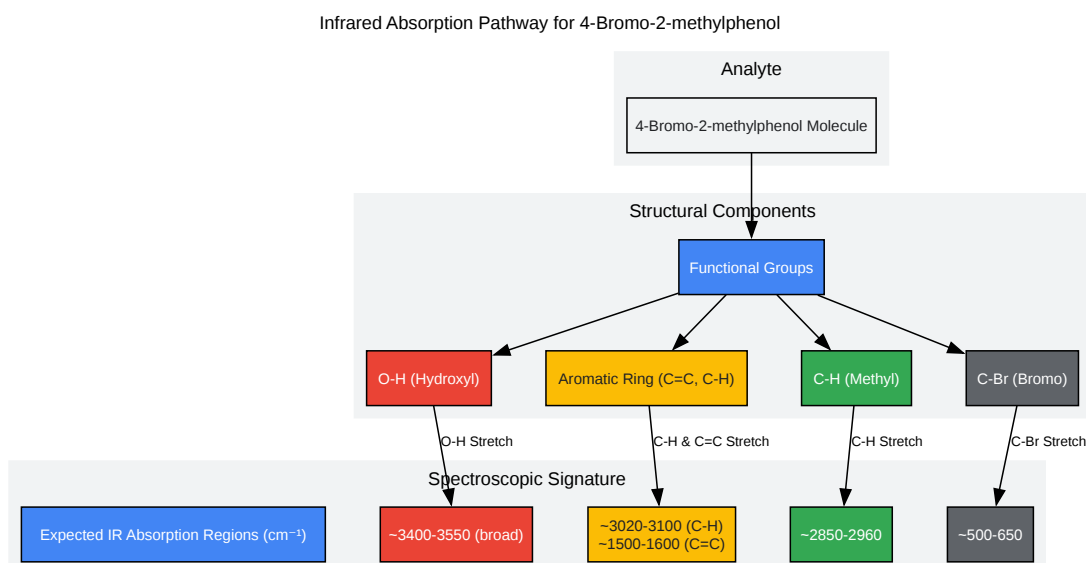 Infrared Absorption Pathway for 4-Bromo-2-methylphenol
Analyte
4-Bromo-2-methylphenol Molecule
Structural Components
Functional Groups
O-H (Hydroxyl)
Aromatic Ring (C=C, C-H)
C-H (Methyl)
C-Br (Bromo)
O-H Stretch
C-H & C=C Stretch
C-H Stretch
C-Br Stretch
Spectroscopic Signature
Expected IR Absorption Regions (cm⁻¹)
~3400-3550 (broad)
~3020-3100 (C-H)
~1500-1600 (C=C)
~2850-2960
~500-650